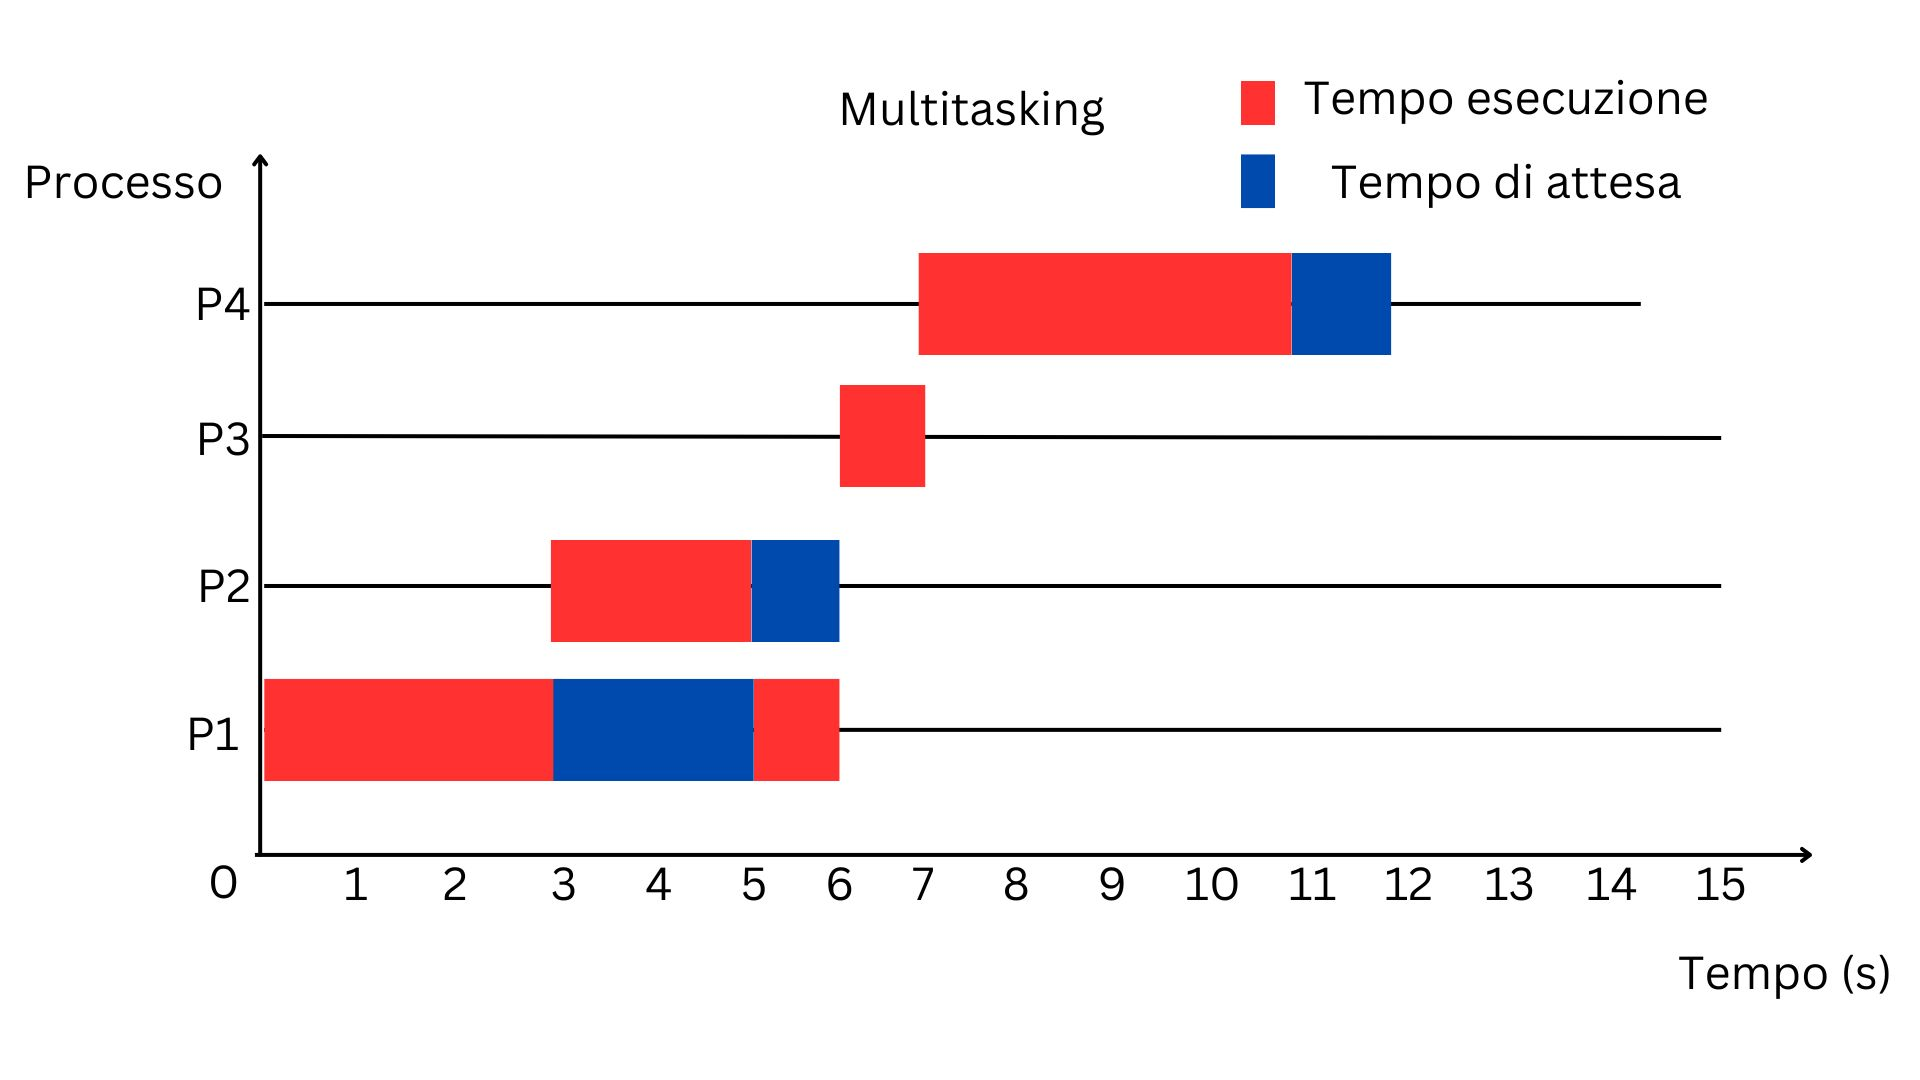 Multitasking
Tempo esecuzione
Tempo di attesa
Processo
P4
P3
P2
P1
0 1 2 3 4 5 6 7 8 9 10 11 12 13 14 15
Tempo (s)